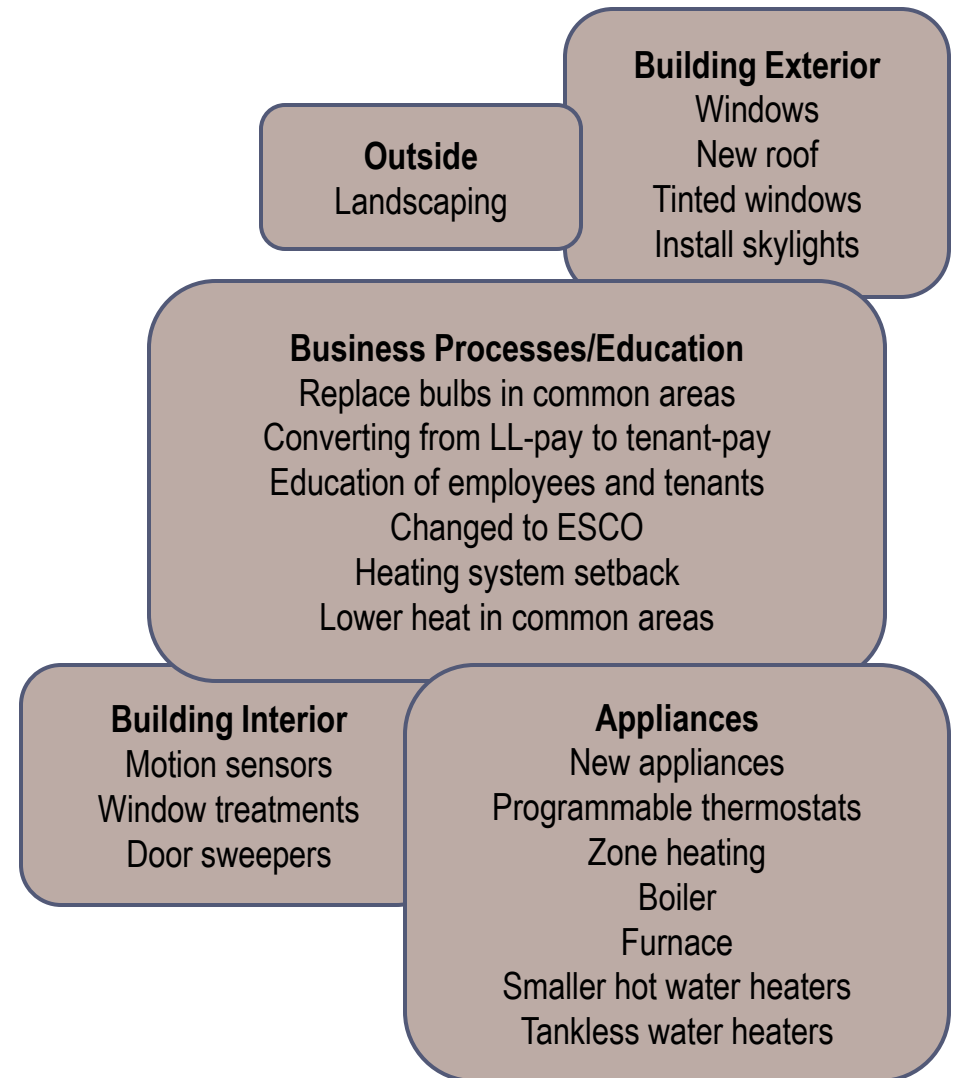 Building Exterior
Windows
New roof
Tinted windows
Install skylights
Outside
Landscaping
Business Processes/Education
Replace bulbs in common areas
Converting from LL-pay to tenant-pay
Education of employees and tenants
Changed to ESCO
Heating system setback
Lower heat in common areas
Building Interior
Motion sensors
Window treatments
Door sweepers
Appliances
New appliances
Programmable thermostats
Zone heating
Boiler
Furnace
Smaller hot water heaters
Tankless water heaters